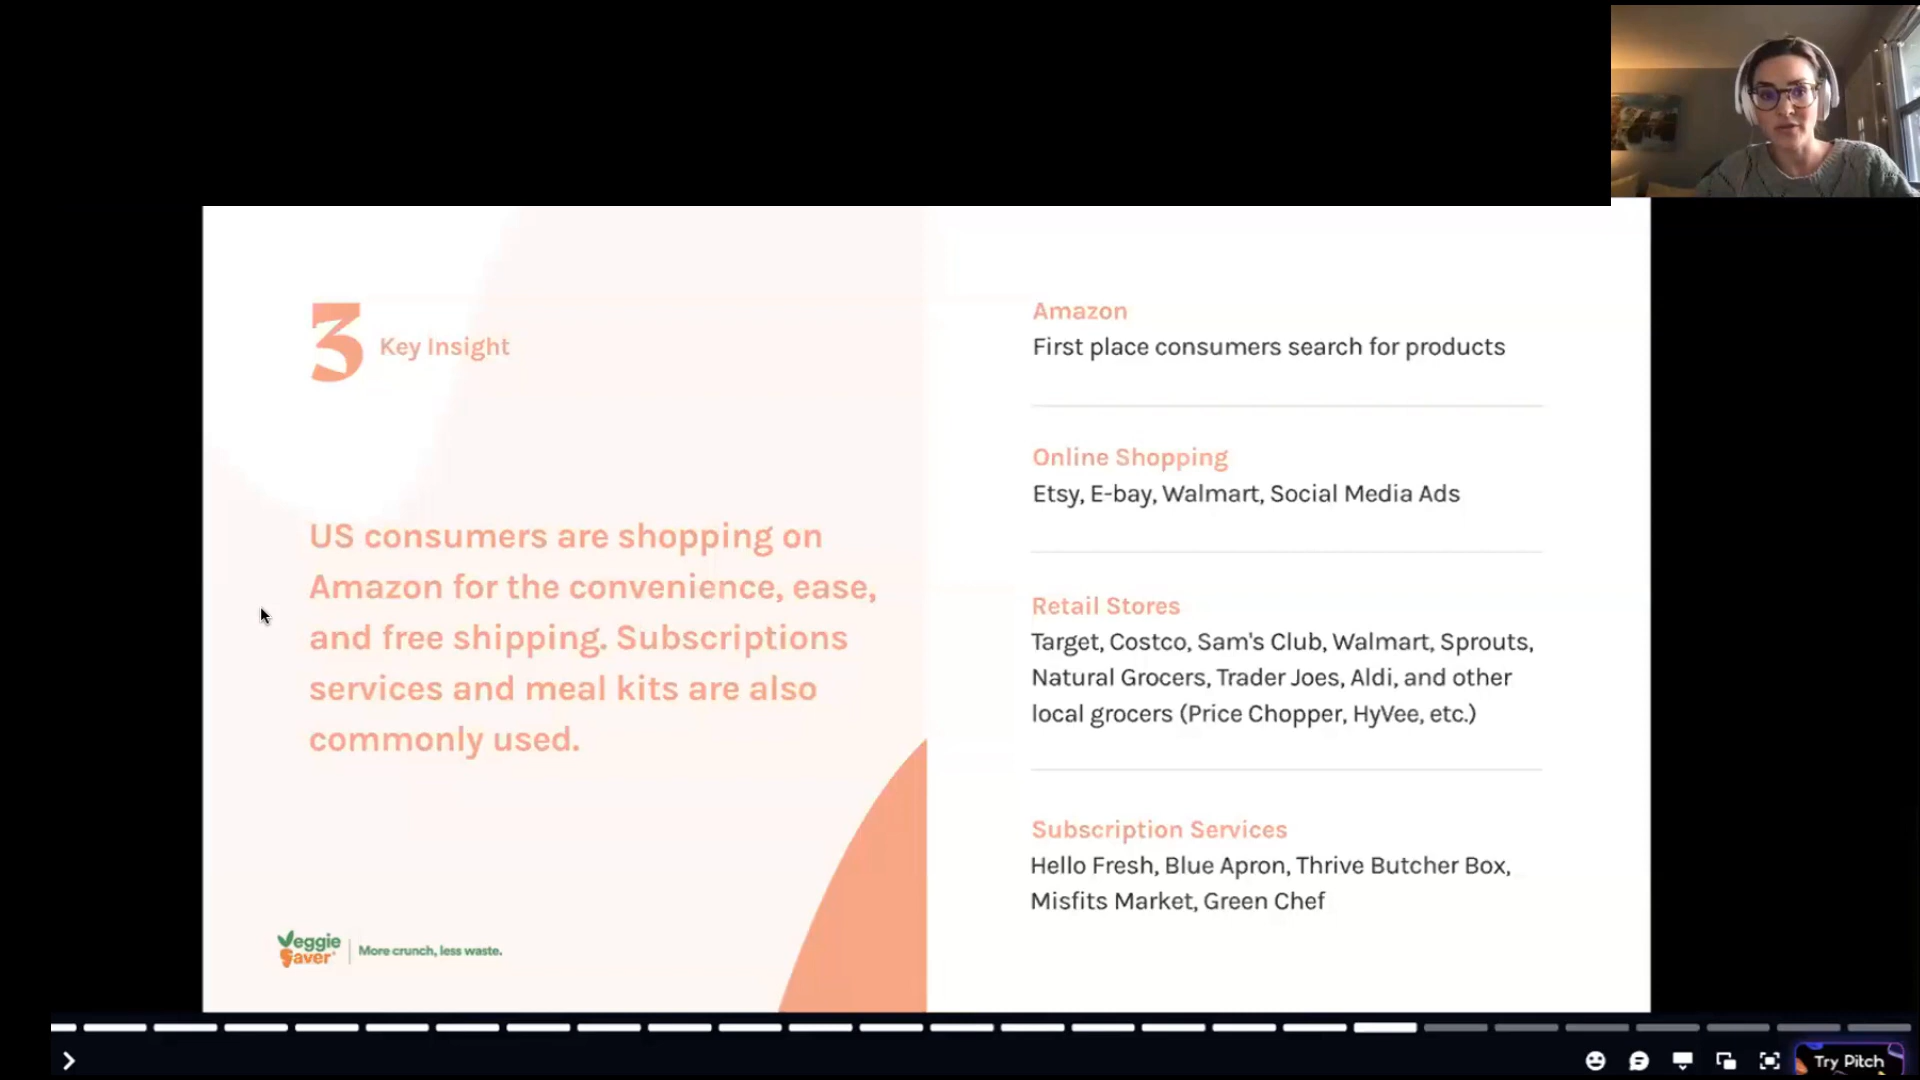 3 Key Insight
US consumers are shopping on
Amazon for the convenience, ease,
and free shipping. Subscriptions
services and meal kits are also
commonly used.
Amazon
First place consumers search for products
Online Shopping
Etsy, E-bay, Walmart, Social Media Ads
Retail Stores
Target, Costco, Sam's Club, Walmart, Sprouts,
Natural Grocers, Trader Joes, Aldi, and other
local grocers (Price Chopper, HyVee, etc.)
Subscription Services
Hello Fresh, Blue Apron, Thrive Butcher Box,
Misfits Market, Green Chef
Veggie
Saver
More crunch, less waste.
Try Pitch